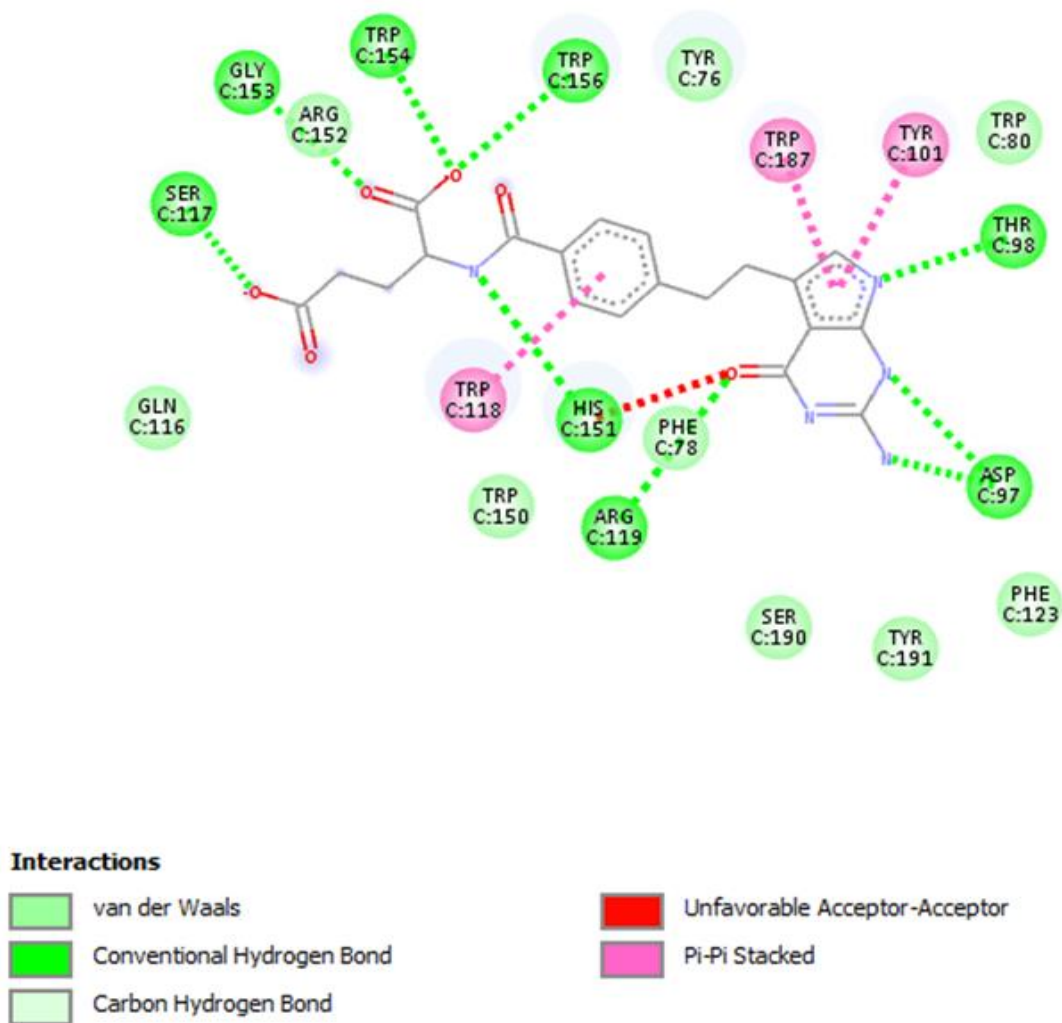 TRP
C:154
GLY
C:153
TRP
C:156
TYR
C:76
ARG
C:152
TRP
C:187
TYR
C:101
TRP
C:80
SER
C:117
THR
C:98
O
O
O
N
N
O
O
TRP
C:118
HIS
C:151
O
N
GLN
C:116
PHE
C:78
N
N
ASP
C:97
TRP
C:150
ARG
C:119
PHE
C:123
SER
C:190
TYR
C:191
Interactions
van der Waals
Conventional Hydrogen Bond
Carbon Hydrogen Bond
Unfavorable Acceptor-Acceptor
Pi-Pi Stacked